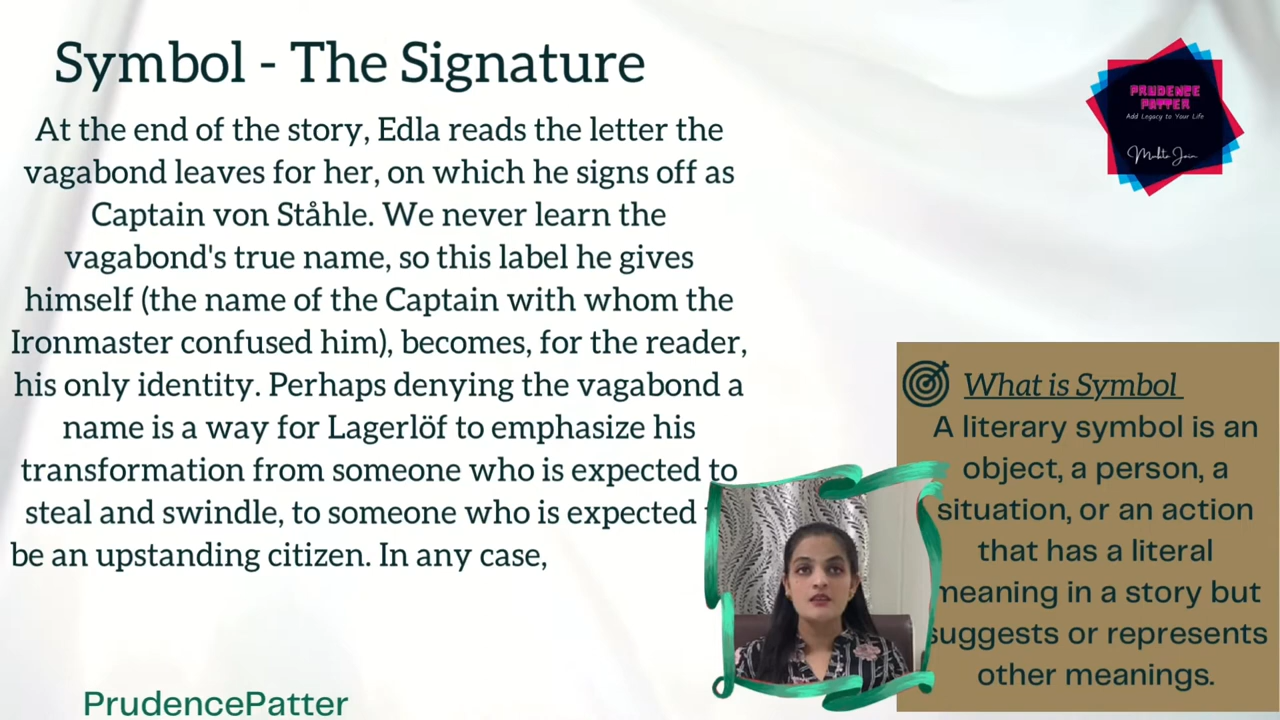 Symbol - The Signature
At the end of the story, Edla reads the letter the
vagabond leaves for her, on which he signs off as
Captain von Ståhle. We never learn the
vagabond's true name, so this label he gives
himself (the name of the Captain with whom the
Ironmaster confused him), becomes, for the reader,
his only identity. Perhaps denying the vagabond a
name is a way for Lagerlöf to emphasize his
transformation from someone who is expected to
steal and swindle, to someone who is expected
be an upstanding citizen. In any case,
PrudencePatter
PRUDENCE
PATTER
Add Legacy to Your Life
Mukta Jain
What is Symbol
A literary symbol is an
object, a person, a
situation, or an action
that has a literal
meaning in a story but
suggests or represents
other meanings.